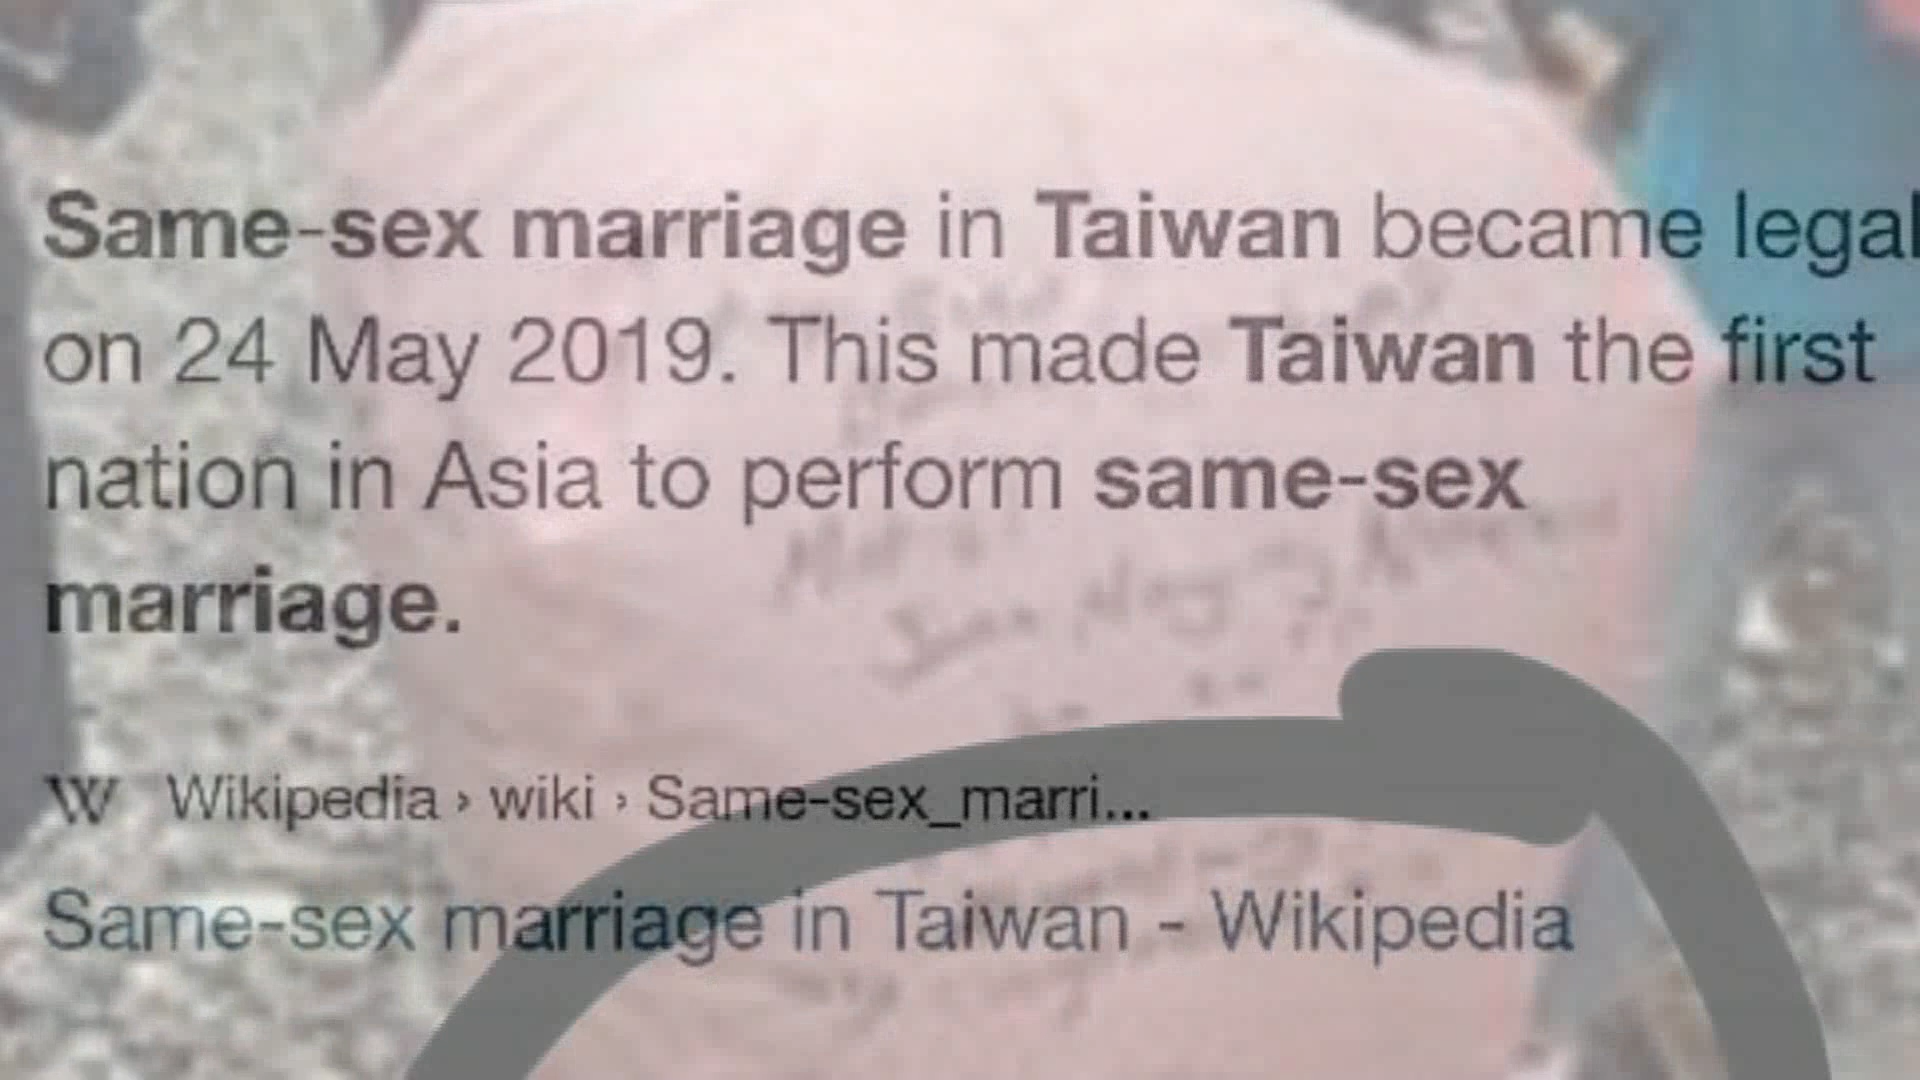 Same-sex marriage in Taiwan became legal
on 24 May 2019. This made Taiwan the first
nation in Asia to perform same-sex
marriage.
W Wikipedia › wiki › Same-sex_marri...
Same-sex marriage in Taiwan - Wikipedia